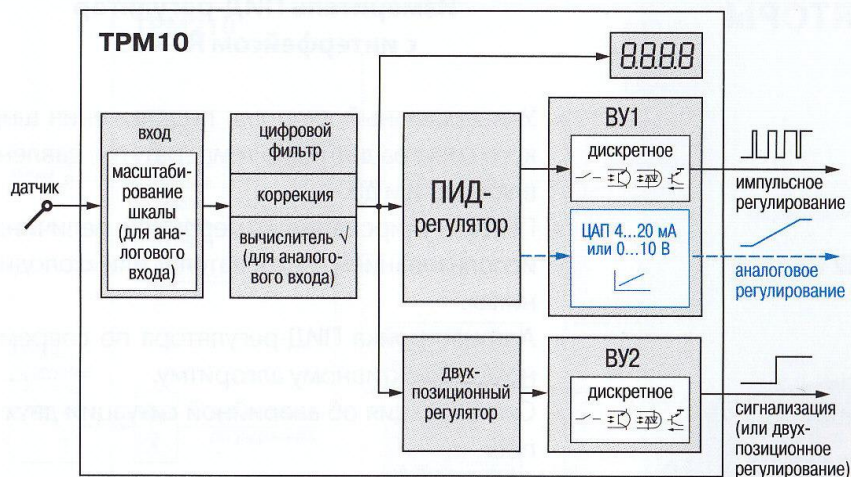 ТРМ10
8.8.8.8
датчик
вход
масштаби-
рование
шкалы
(для ана-
логового
входа)
цифровой
фильтр
коррекция
вычислитель √
(для аналого-
вого входа)
ПИД-
регулятор
ВУ1
дискретное
ЦАП 4...20 мА
или 0...10 В
импульсное
регулирование
аналоговое
регулирование
двух-
позиционный
регулятор
ВУ2
дискретное
сигнализация
(или двух-
позиционное
регулирование)